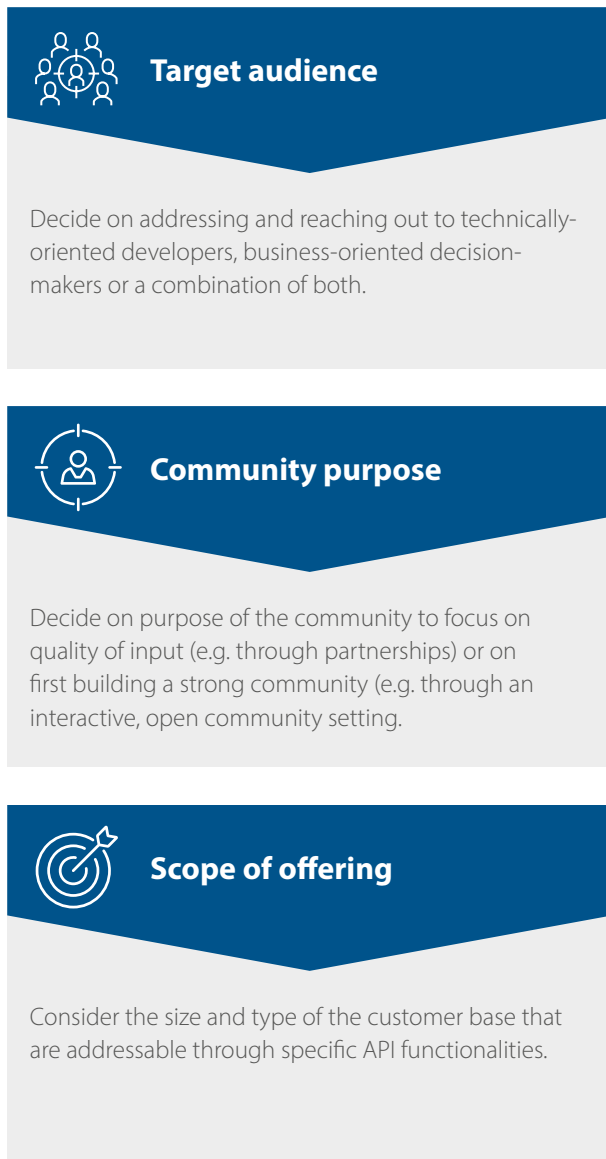 Target audience
Decide on addressing and reaching out to technically-
oriented developers, business-oriented decision-
makers or a combination of both.
Community purpose
Decide on purpose of the community to focus on
quality of input (e.g. through partnerships) or on
first building a strong community (e.g. through an
interactive, open community setting.
Scope of offering
Consider the size and type of the customer base that
are addressable through specific API functionalities.